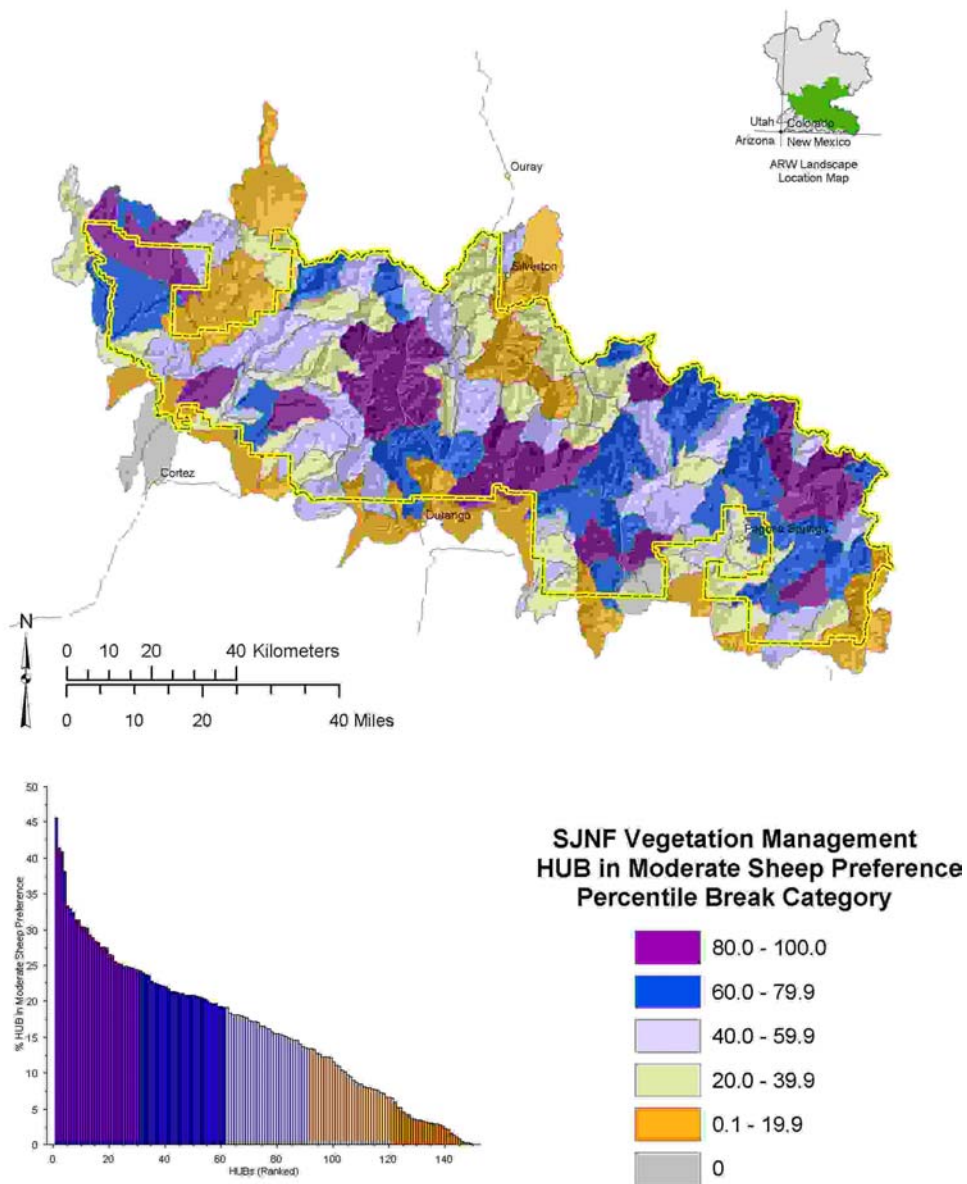 Utah Colorado
Arizona New Mexico
ARW Landscape
Location Map
Ouray
Silverton
Cortez
Durango
Pagosa Springs
N
0 10 20 40 Kilometers
0 10 20 40 Miles
50
45
40
35
30
25
20
15
10
5
0
% HUB in Moderate Sheep Preference
0 20 40 60 80 100 120 140
HUBs (Ranked)
SJNF Vegetation Management
HUB in Moderate Sheep Preference
Percentile Break Category
80.0 - 100.0
60.0 - 79.9
40.0 - 59.9
20.0 - 39.9
0.1 - 19.9
0